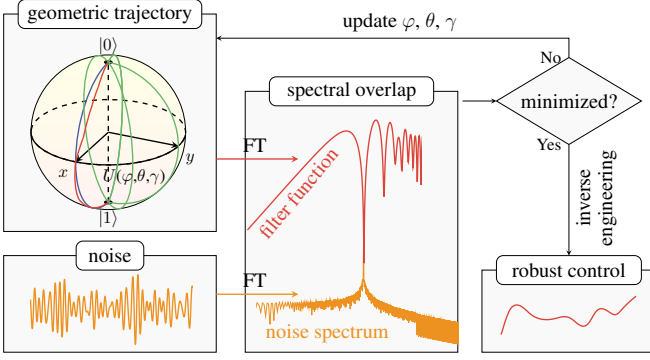 geometric trajectory
|0⟩
x
y
U(φ,θ,γ)
|1⟩
noise
FT
FT
spectral overlap
filter function
noise spectrum
update φ, θ, γ
No
minimized?
Yes
inverse
engineering
robust control